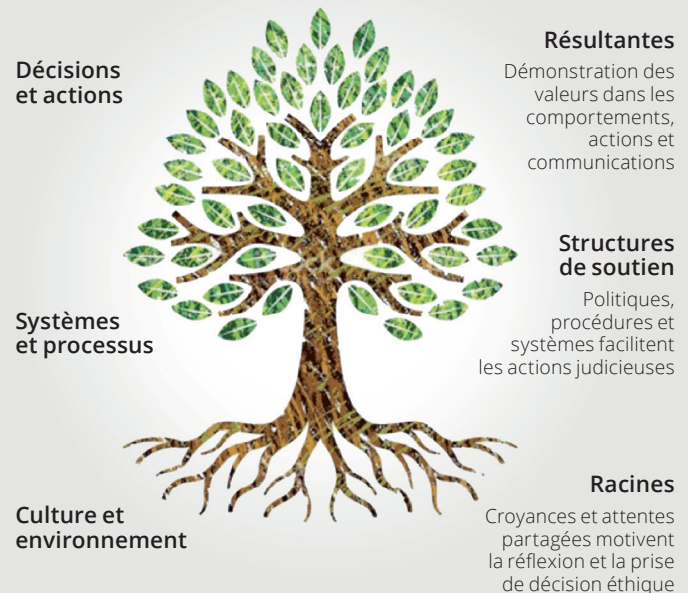 Décisions
et actions
Résultantes
Démonstration des
valeurs dans les
comportements,
actions et
communications
Systèmes
et processus
Structures
de soutien
Politiques,
procédures et
systèmes facilitent
les actions judicieuses
Culture et
environnement
Racines
Croyances et attentes
partagées motivent
la réflexion et la prise
de décision éthique